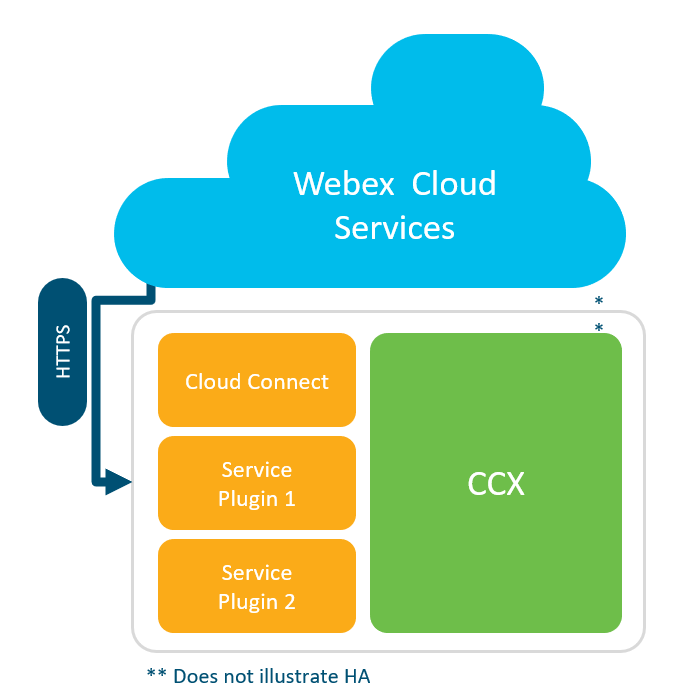 Webex Cloud
Services
HTTPS
*
*
Cloud Connect
Service
Plugin 1
CCX
Service
Plugin 2
** Does not illustrate HA